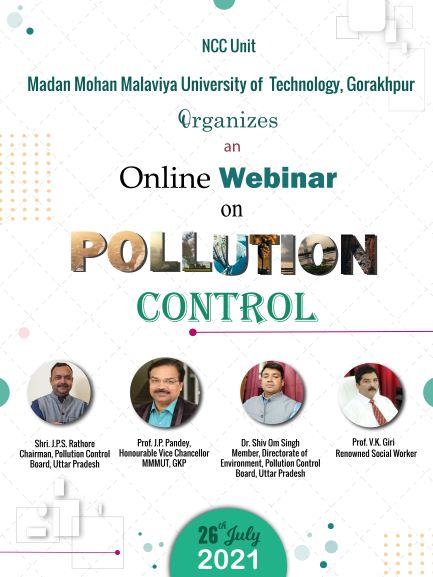 NCC Unit
Madan Mohan Malaviya University of Technology, Gorakhpur
Organizes
an
Online Webinar
on
POLLUTION
CONTROL
Shri. J.P.S. Rathore
Chairman, Pollution Control
Board, Uttar Pradesh
Prof. J.P. Pandey,
Honourable Vice Chancellor
MMMUT, GKP
Dr. Shiv Om Singh
Member, Directorate of
Environment, Pollution Control
Board, Uttar Pradesh
Prof. V.K. Giri
Renowned Social Worker
26th July
2021